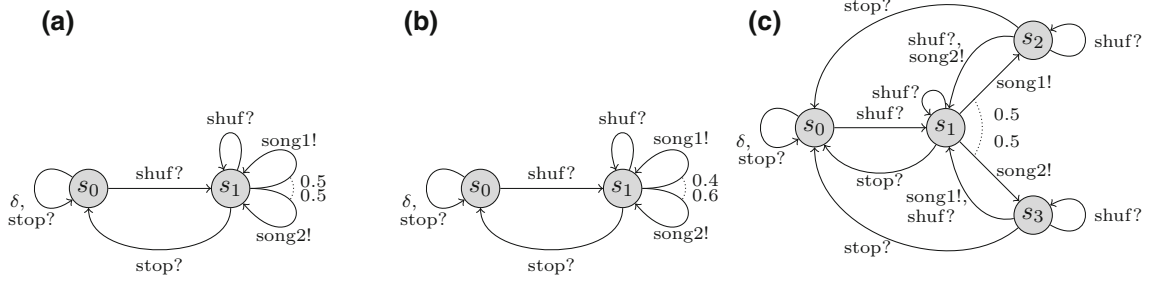 (a)
shuf?
song1!
s0
shuf?
s1
0.5
0.5
δ,
stop?
song2!
stop?
(b)
shuf?
song1!
s0
shuf?
s1
0.4
0.6
δ,
stop?
song2!
stop?
(c)
stop?
s2
shuf?
shuf?,
song2!
song1!
shuf?
s0
shuf?
s1
0.5
0.5
δ,
stop?
stop?
song2!
song1!,
shuf?
s3
shuf?
stop?